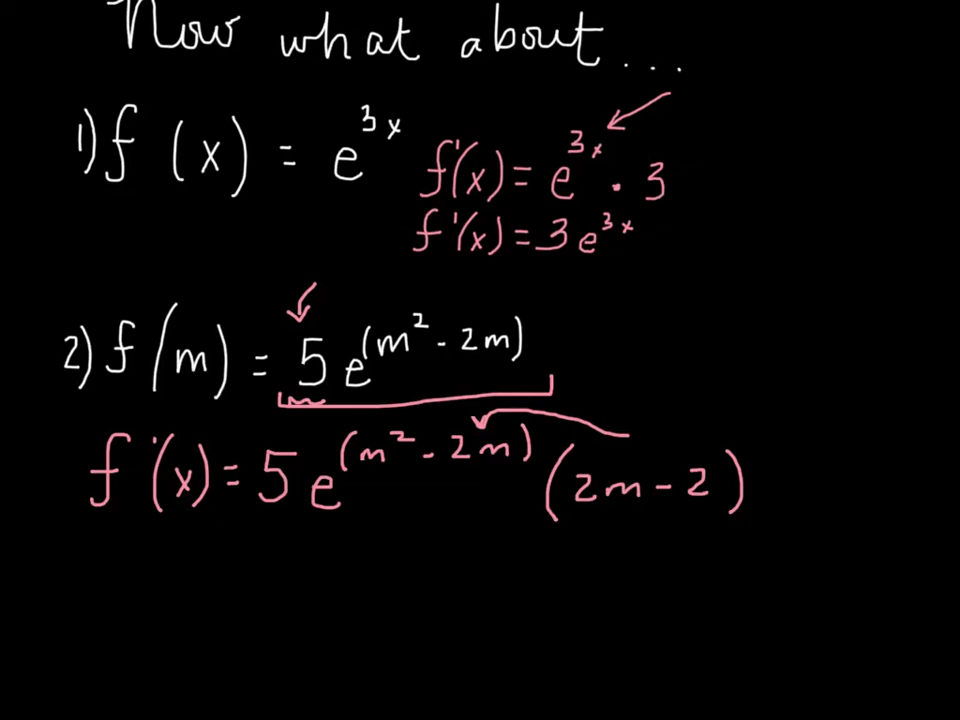 Now what about...
1) f(x) = e^{3x}
f'(x) = e^{3x} · 3
f'(x) = 3e^{3x}
2) f(m) = 5e^{(m² - 2m)}
f'(x) = 5e^{(m² - 2m)} (2m - 2)